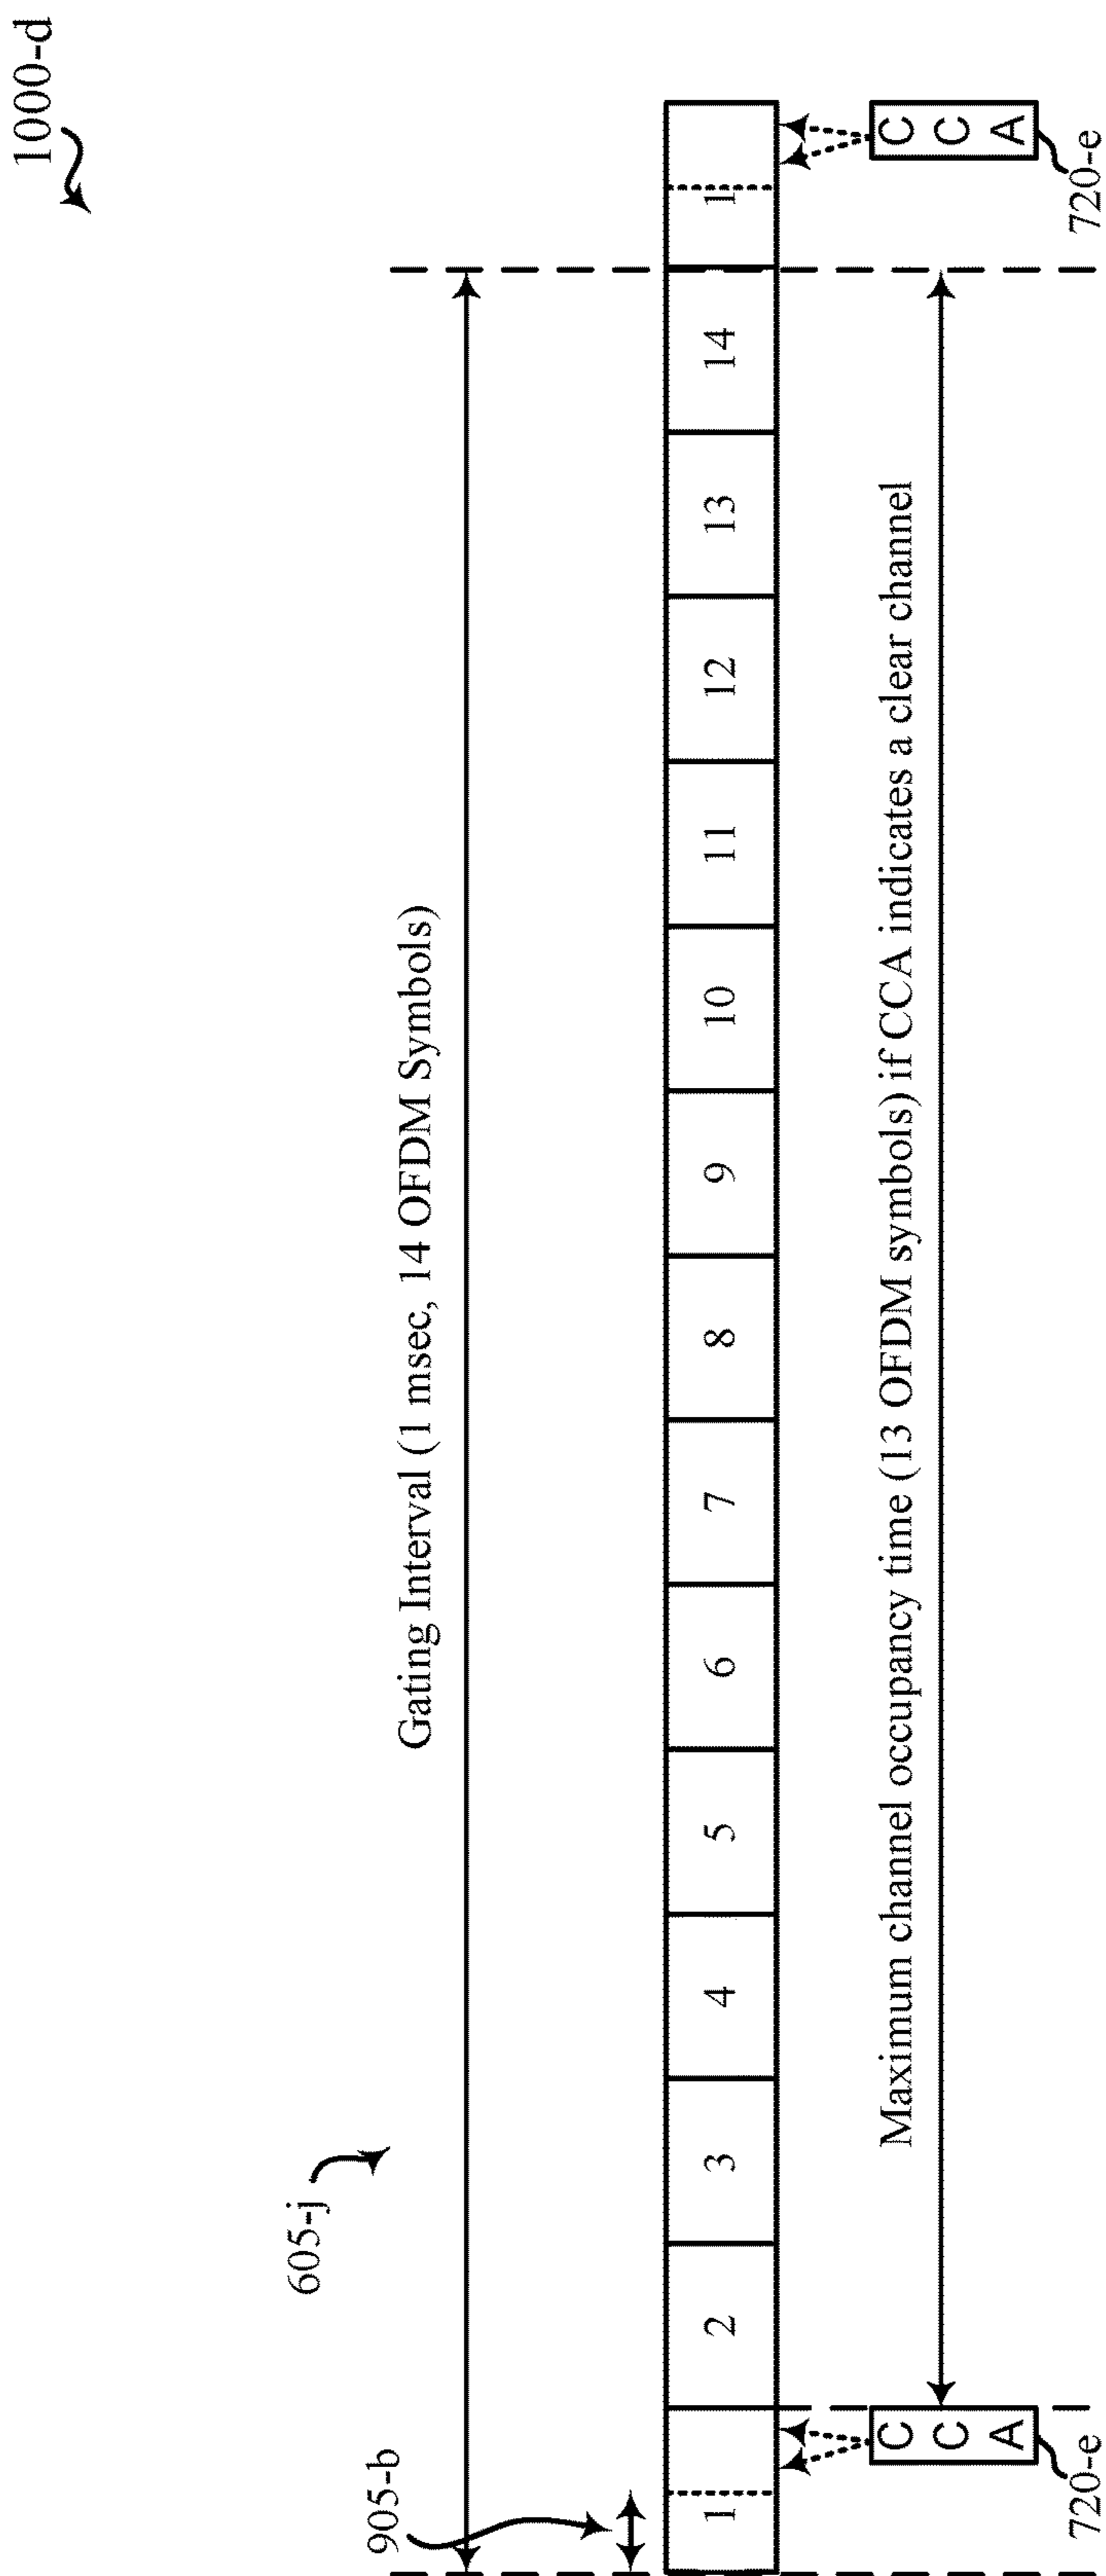 1000-d
Gating Interval (1 msec, 14 OFDM Symbols)
605-j
905-b
1 2 3 4 5 6 7 8 9 10 11 12 13 14 1
Maximum channel occupancy time (13 OFDM symbols) if CCA indicates a clear channel
CCA
CCA
720-e
720-e